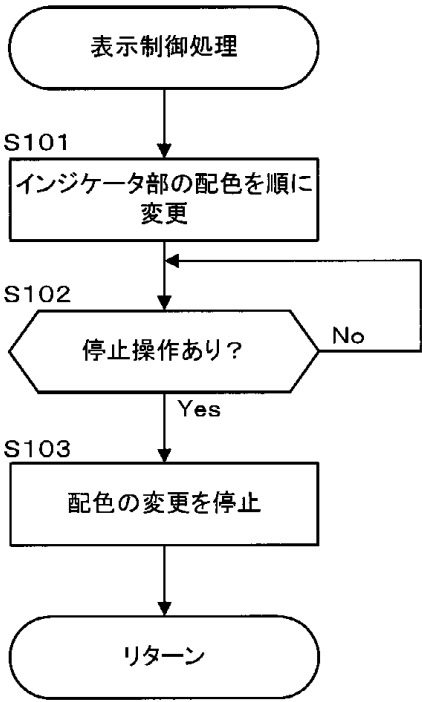 表示制御処理
S101
インジケータ部の配色を順に
変更
S102
停止操作あり？
No
Yes
S103
配色の変更を停止
リターン